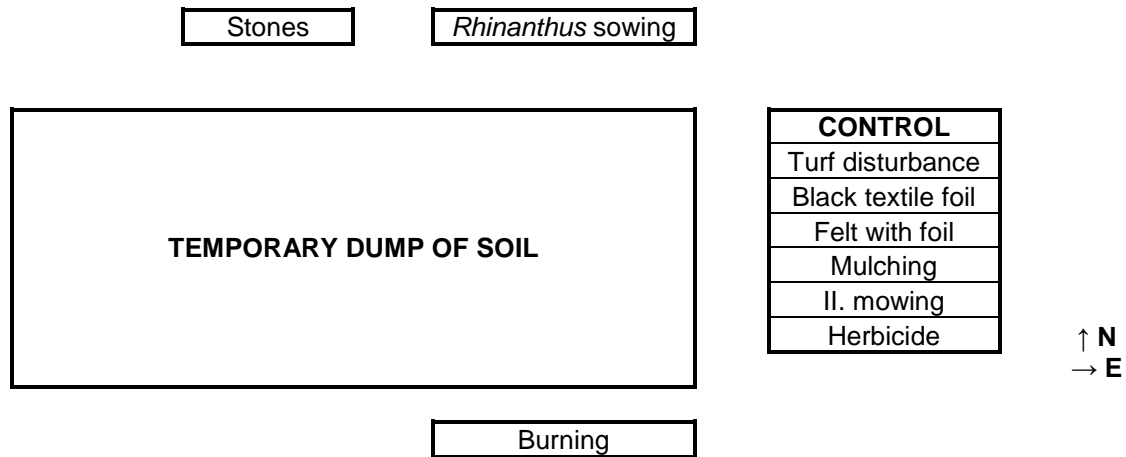 Stones
Rhinanthus sowing
CONTROL
Turf disturbance
Black textile foil
TEMPORARY DUMP OF SOIL
Felt with foil
Mulching
II. mowing
Herbicide
↑ N
→ E
Burning